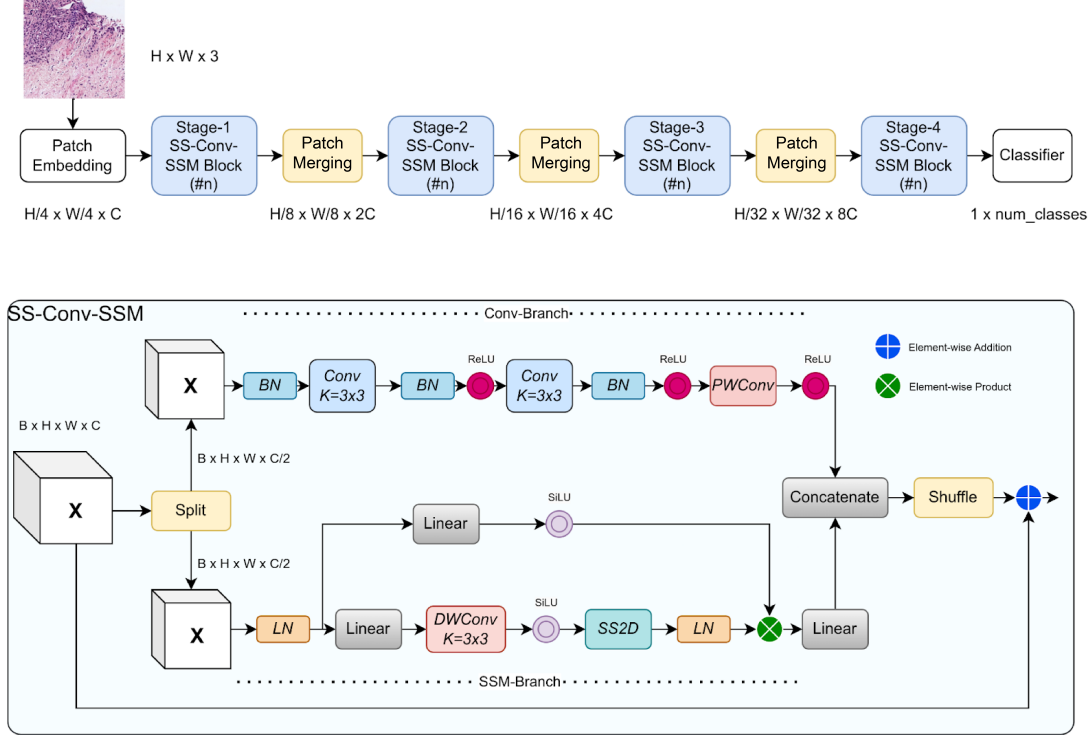 H x W x 3
Patch
Embedding
Stage-1
SS-Conv-
SSM Block
(#n)
Patch
Merging
Stage-2
SS-Conv-
SSM Block
(#n)
Patch
Merging
Stage-3
SS-Conv-
SSM Block
(#n)
Patch
Merging
Stage-4
SS-Conv-
SSM Block
(#n)
Classifier
H/4 x W/4 x C
H/8 x W/8 x 2C
H/16 x W/16 x 4C
H/32 x W/32 x 8C
1 x num_classes
SS-Conv-SSM
Conv-Branch
X
BN
Conv
K=3x3
BN
ReLU
Conv
K=3x3
BN
ReLU
PWConv
ReLU
Element-wise Addition
Element-wise Product
B x H x W x C
B x H x W x C/2
X
Split
Linear
SiLU
Concatenate
Shuffle
B x H x W x C/2
X
LN
Linear
DWConv
K=3x3
SiLU
SS2D
LN
Linear
SSM-Branch